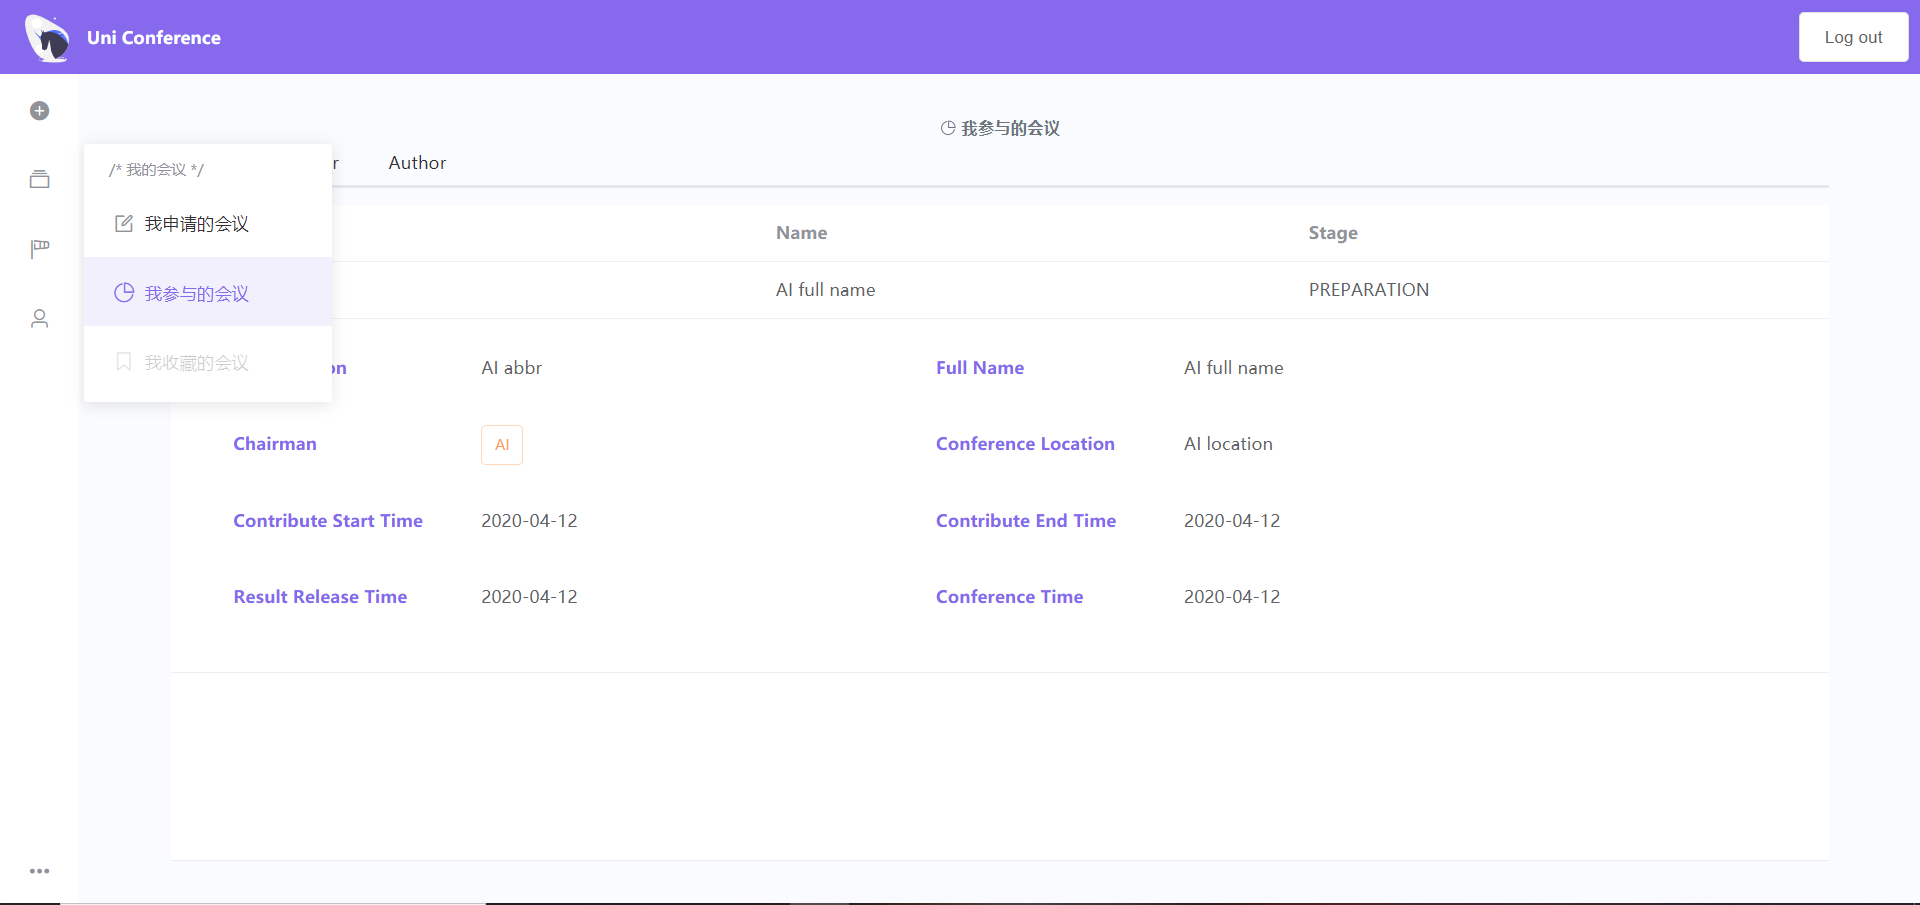 Uni Conference
Log out
我参与的会议
/* 我的会议 */
r
Author
我申请的会议
Name
Stage
我参与的会议
AI full name
PREPARATION
我收藏的会议
on
AI abbr
Full Name
AI full name
Chairman
AI
Conference Location
AI location
Contribute Start Time
2020-04-12
Contribute End Time
2020-04-12
Result Release Time
2020-04-12
Conference Time
2020-04-12